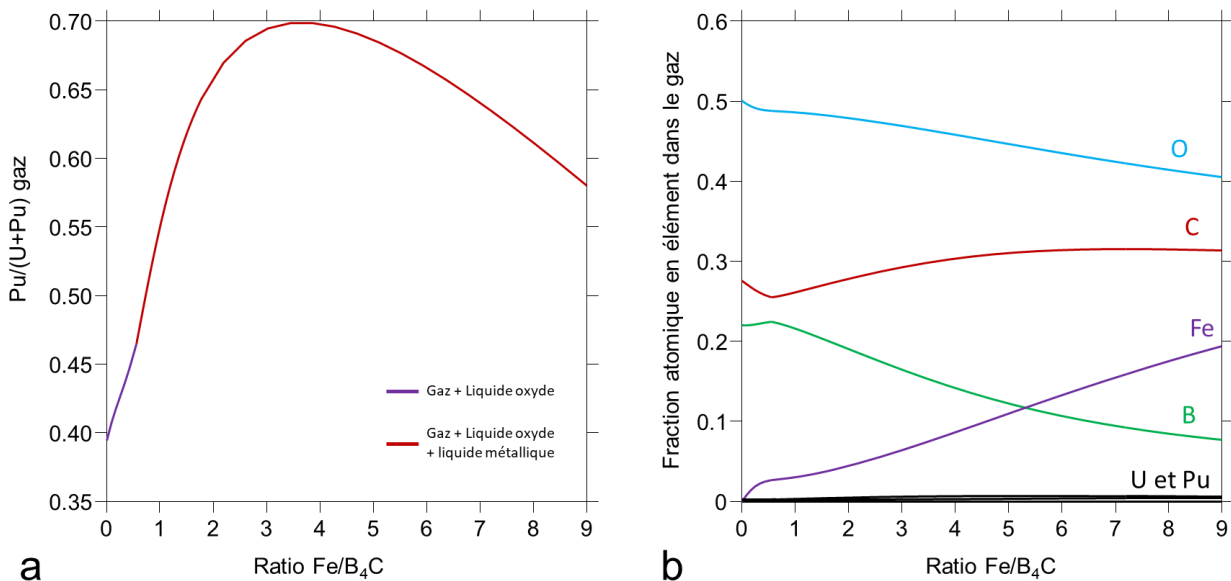 0.70
0.65
0.60
0.55
0.50
0.45
0.40
0.35
Pu/(U+Pu) gaz
0 1 2 3 4 5 6 7 8 9
Ratio Fe/B₄C
Gaz + Liquide oxyde
Gaz + Liquide oxyde
+ liquide métallique
a
0.6
0.5
0.4
0.3
0.2
0.1
0
Fraction atomique en élément dans le gaz
O
C
Fe
B
U et Pu
0 1 2 3 4 5 6 7 8 9
Ratio Fe/B₄C
b